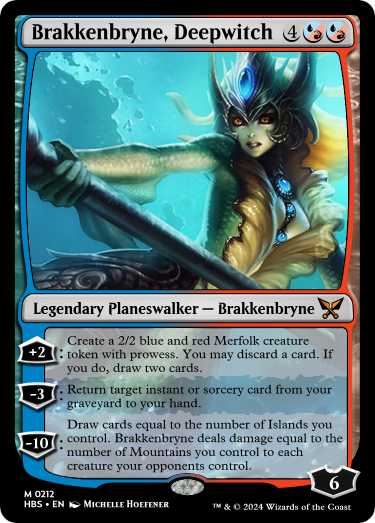 Brakkenbryne, Deepwitch 4
Legendary Planeswalker — Brakkenbryne
+2: Create a 2/2 blue and red Merfolk creature
token with prowess. You may discard a card. If
you do, draw two cards.
-3: Return target instant or sorcery card from your
graveyard to your hand.
Draw cards equal to the number of Islands you
-10: control. Brakkenbryne deals damage equal to the
number of Mountains you control to each
creature your opponents control.
6
M 0212
HBS • EN Michelle Hoefener
™ & © 2024 Wizards of the Coast